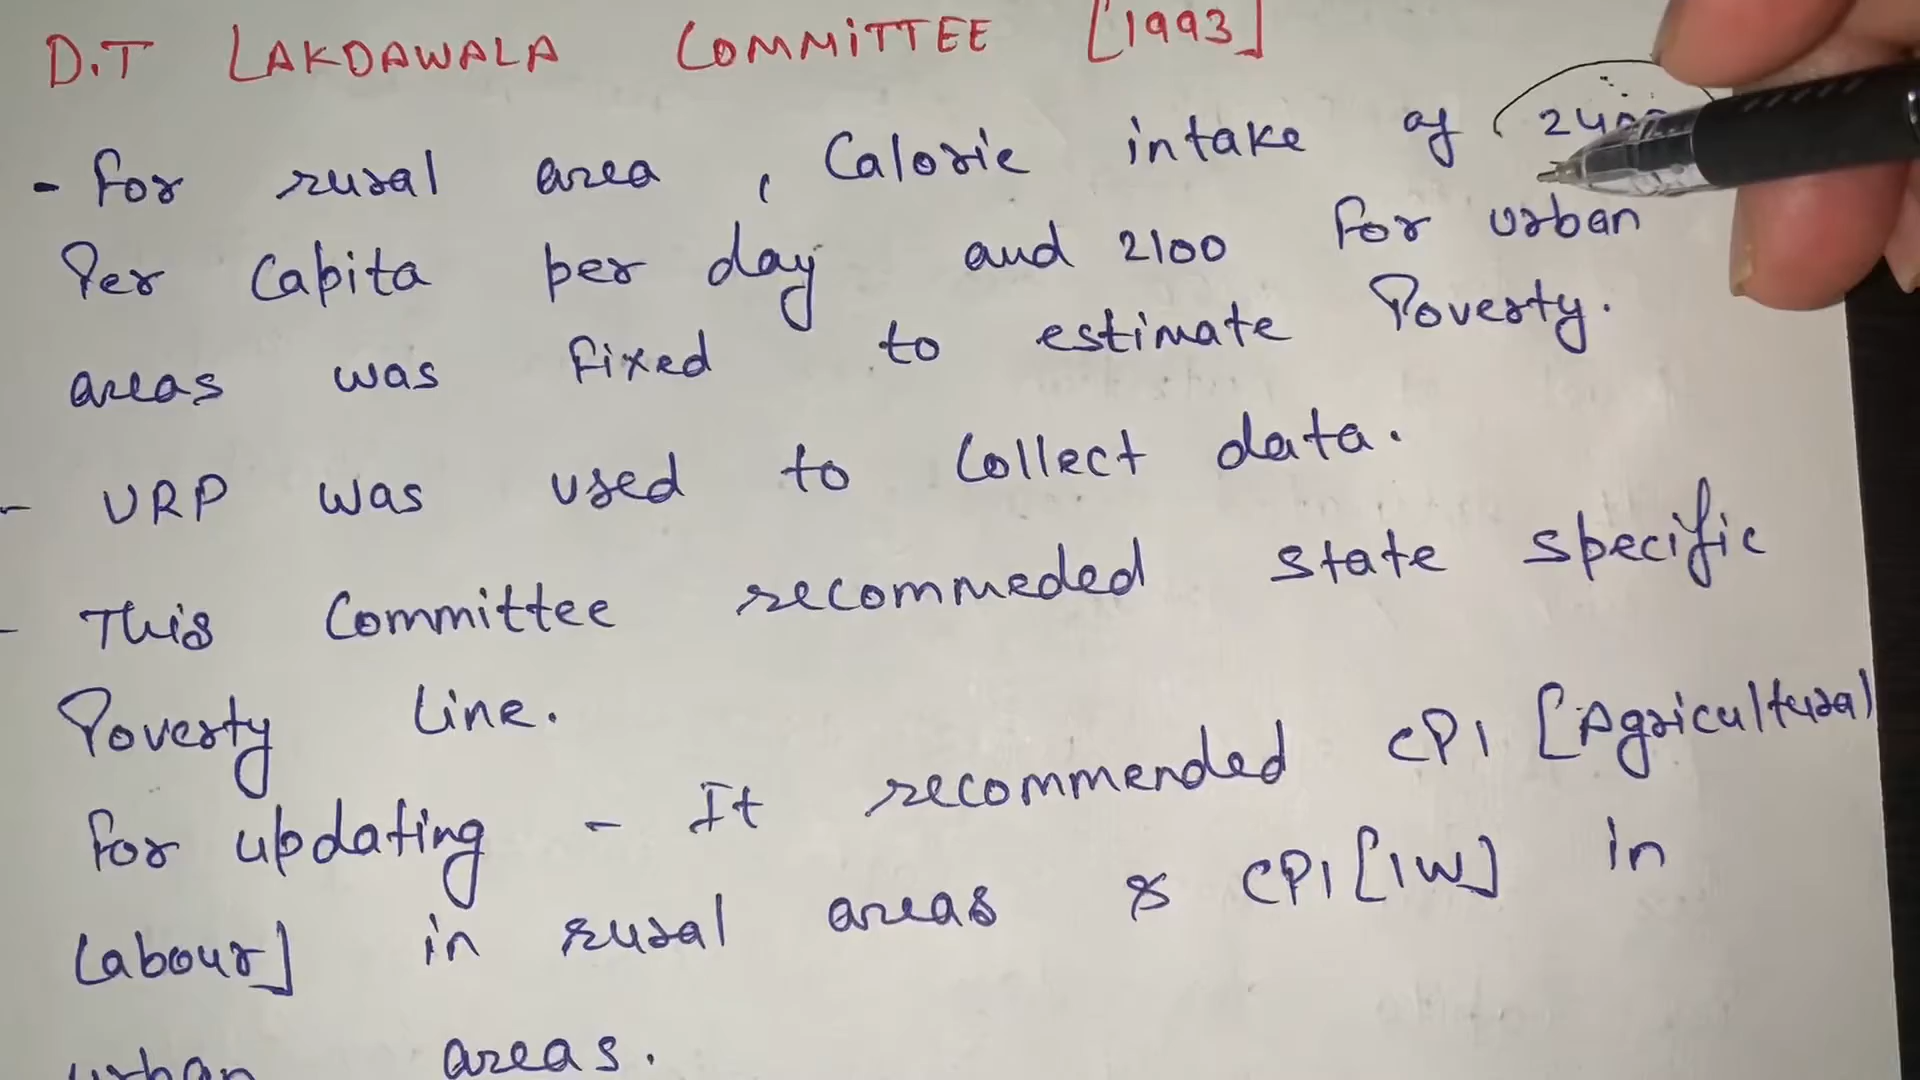 D.T LAKDAWALA COMMITTEE [1993]
- For rural area, Calorie intake of
Per Capita per day and 2100 for urban
areas was fixed to estimate Poverty.
- URP was used to collect data.
- This Committee recommeded state specific
Poverty line.
For updating - It recommended CPI [Agricultural
Labour] in rural areas & CPI [IW] in
urban areas.